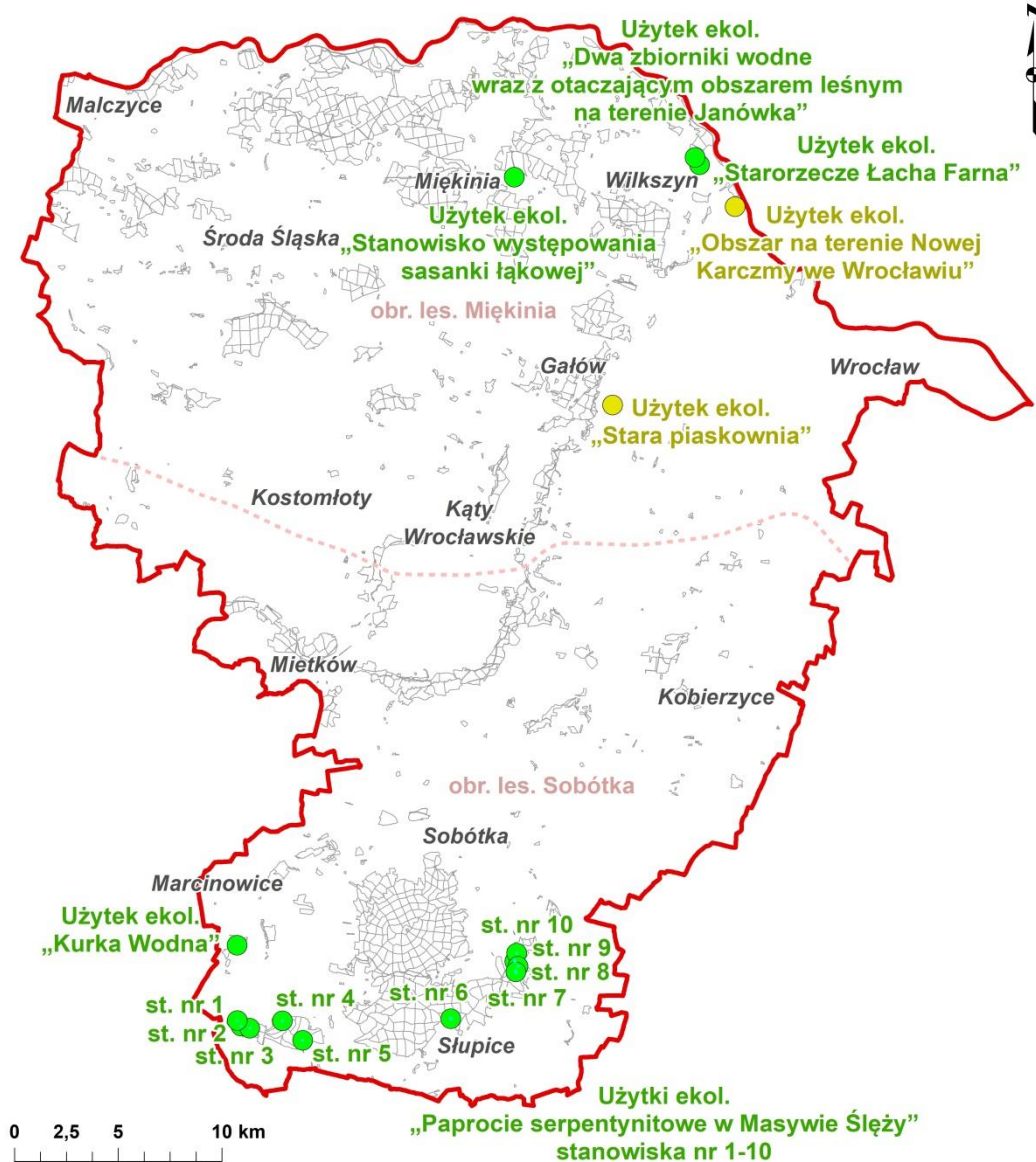 Użytek ekol.
„Dwa zbiorniki wodne
wraz z otaczającym obszarem leśnym
na terenie Janówka”
Malczyce
Użytek ekol.
„Starorzecze Łacha Farna”
Miękinia
Wilkszyn
Użytek ekol.
„Stanowisko występowania
sasanki łąkowej”
Użytek ekol.
„Obszar na terenie Nowej
Karczmy we Wrocławiu”
Środa Śląska
obr. les. Miękinia
Gałów
Wrocław
Użytek ekol.
„Stara piaskownia”
Kostomłoty
Kąty
Wrocławskie
Mietków
Kobierzyce
obr. les. Sobótka
Sobótka
Marcinowice
Użytek ekol.
„Kurka Wodna”
st. nr 10
st. nr 9
st. nr 8
st. nr 7
st. nr 6
st. nr 1
st. nr 4
st. nr 2
st. nr 3
st. nr 5
Słupice
Użytki ekol.
„Paprocie serpentynitowe w Masywie Ślęży”
stanowiska nr 1-10
0 2,5 5 10 km